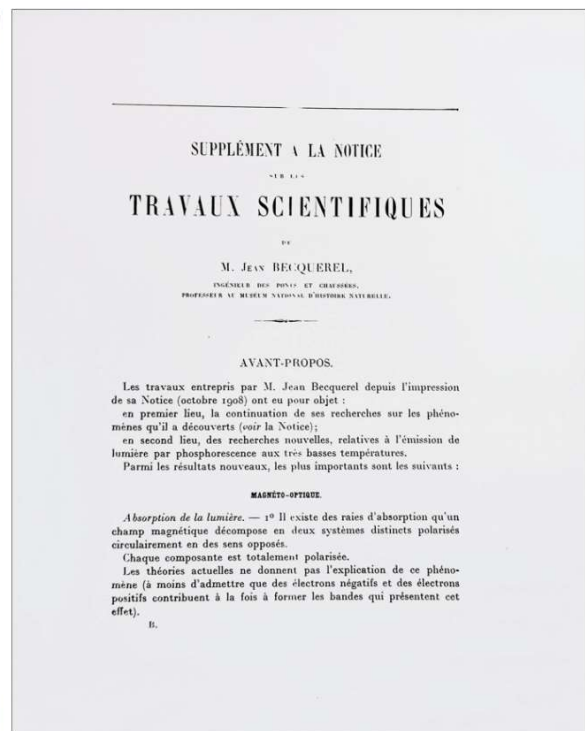 SUPPLÉMENT A LA NOTICE
SUR LES
TRAVAUX SCIENTIFIQUES
DE
M. JEAN BECQUEREL,
INGÉNIEUR DES PONTS ET CHAUSSÉES,
PROFESSEUR AU MUSÉUM NATIONAL D'HISTOIRE NATURELLE.
AVANT-PROPOS.
Les travaux entrepris par M. Jean Becquerel depuis l'impression
de sa Notice (octobre 1908) ont eu pour objet :
en premier lieu, la continuation de ses recherches sur les phéno-
mènes qu'il a découverts (voir la Notice);
en second lieu, des recherches nouvelles, relatives à l'émission de
lumière par phosphorescence aux très basses températures.
Parmi les résultats nouveaux, les plus importants sont les suivants :
MAGNÉTO-OPTIQUE.
Absorption de la lumière. — 1° Il existe des raies d'absorption qu'un
champ magnétique décompose en deux systèmes distincts polarisés
circulairement en des sens opposés.
Chaque composante est totalement polarisée.
Les théories actuelles ne donnent pas l'explication de ce phéno-
mène (à moins d'admettre que des électrons négatifs et des électrons
positifs contribuent à la fois à former les bandes qui présentent cet
effet).
B.